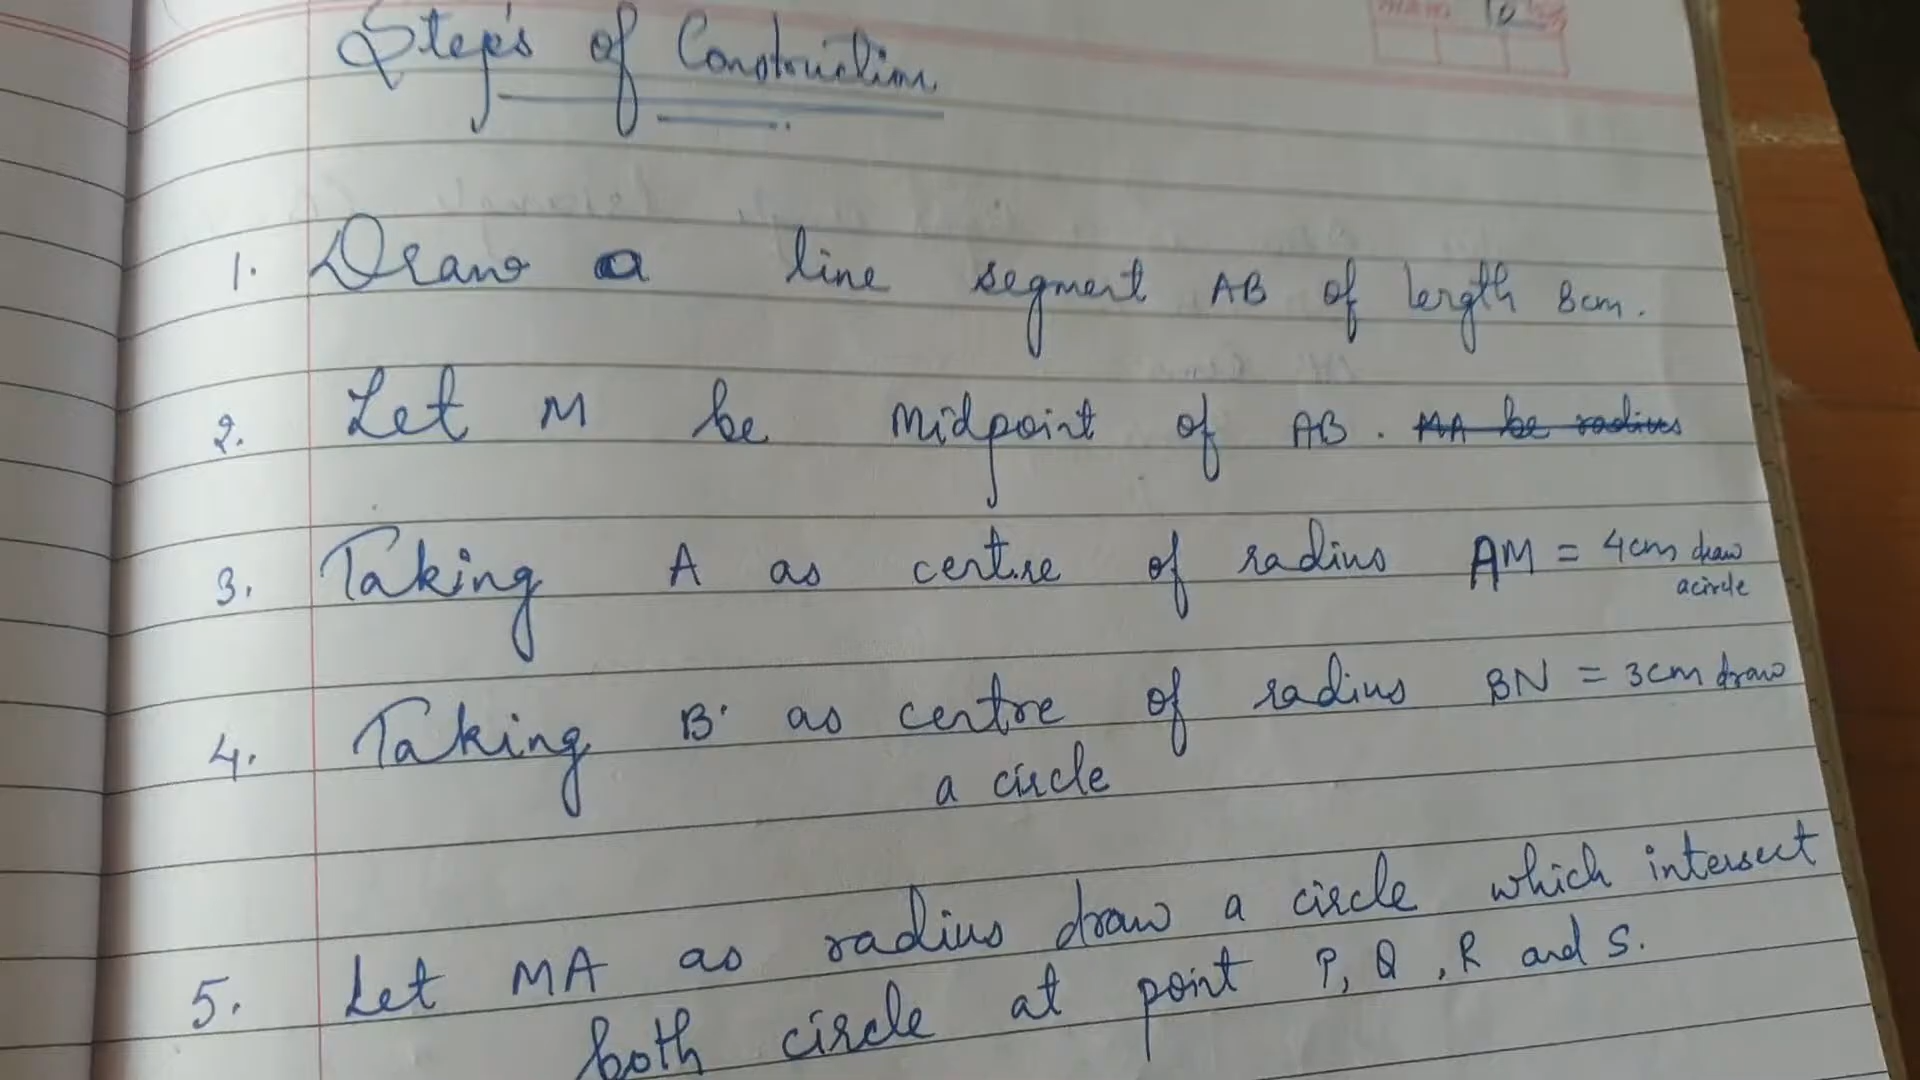 Steps of Construction
1. Draw a line segment AB of length 8cm.
2. Let M be midpoint of AB. MA be radius
3. Taking A as centre of radius AM = 4cm draw
a circle
4. Taking B as centre of radius BN = 3cm draw
a circle
5. Let MA as radius draw a circle which intersect
both circle at point P, Q, R and S.